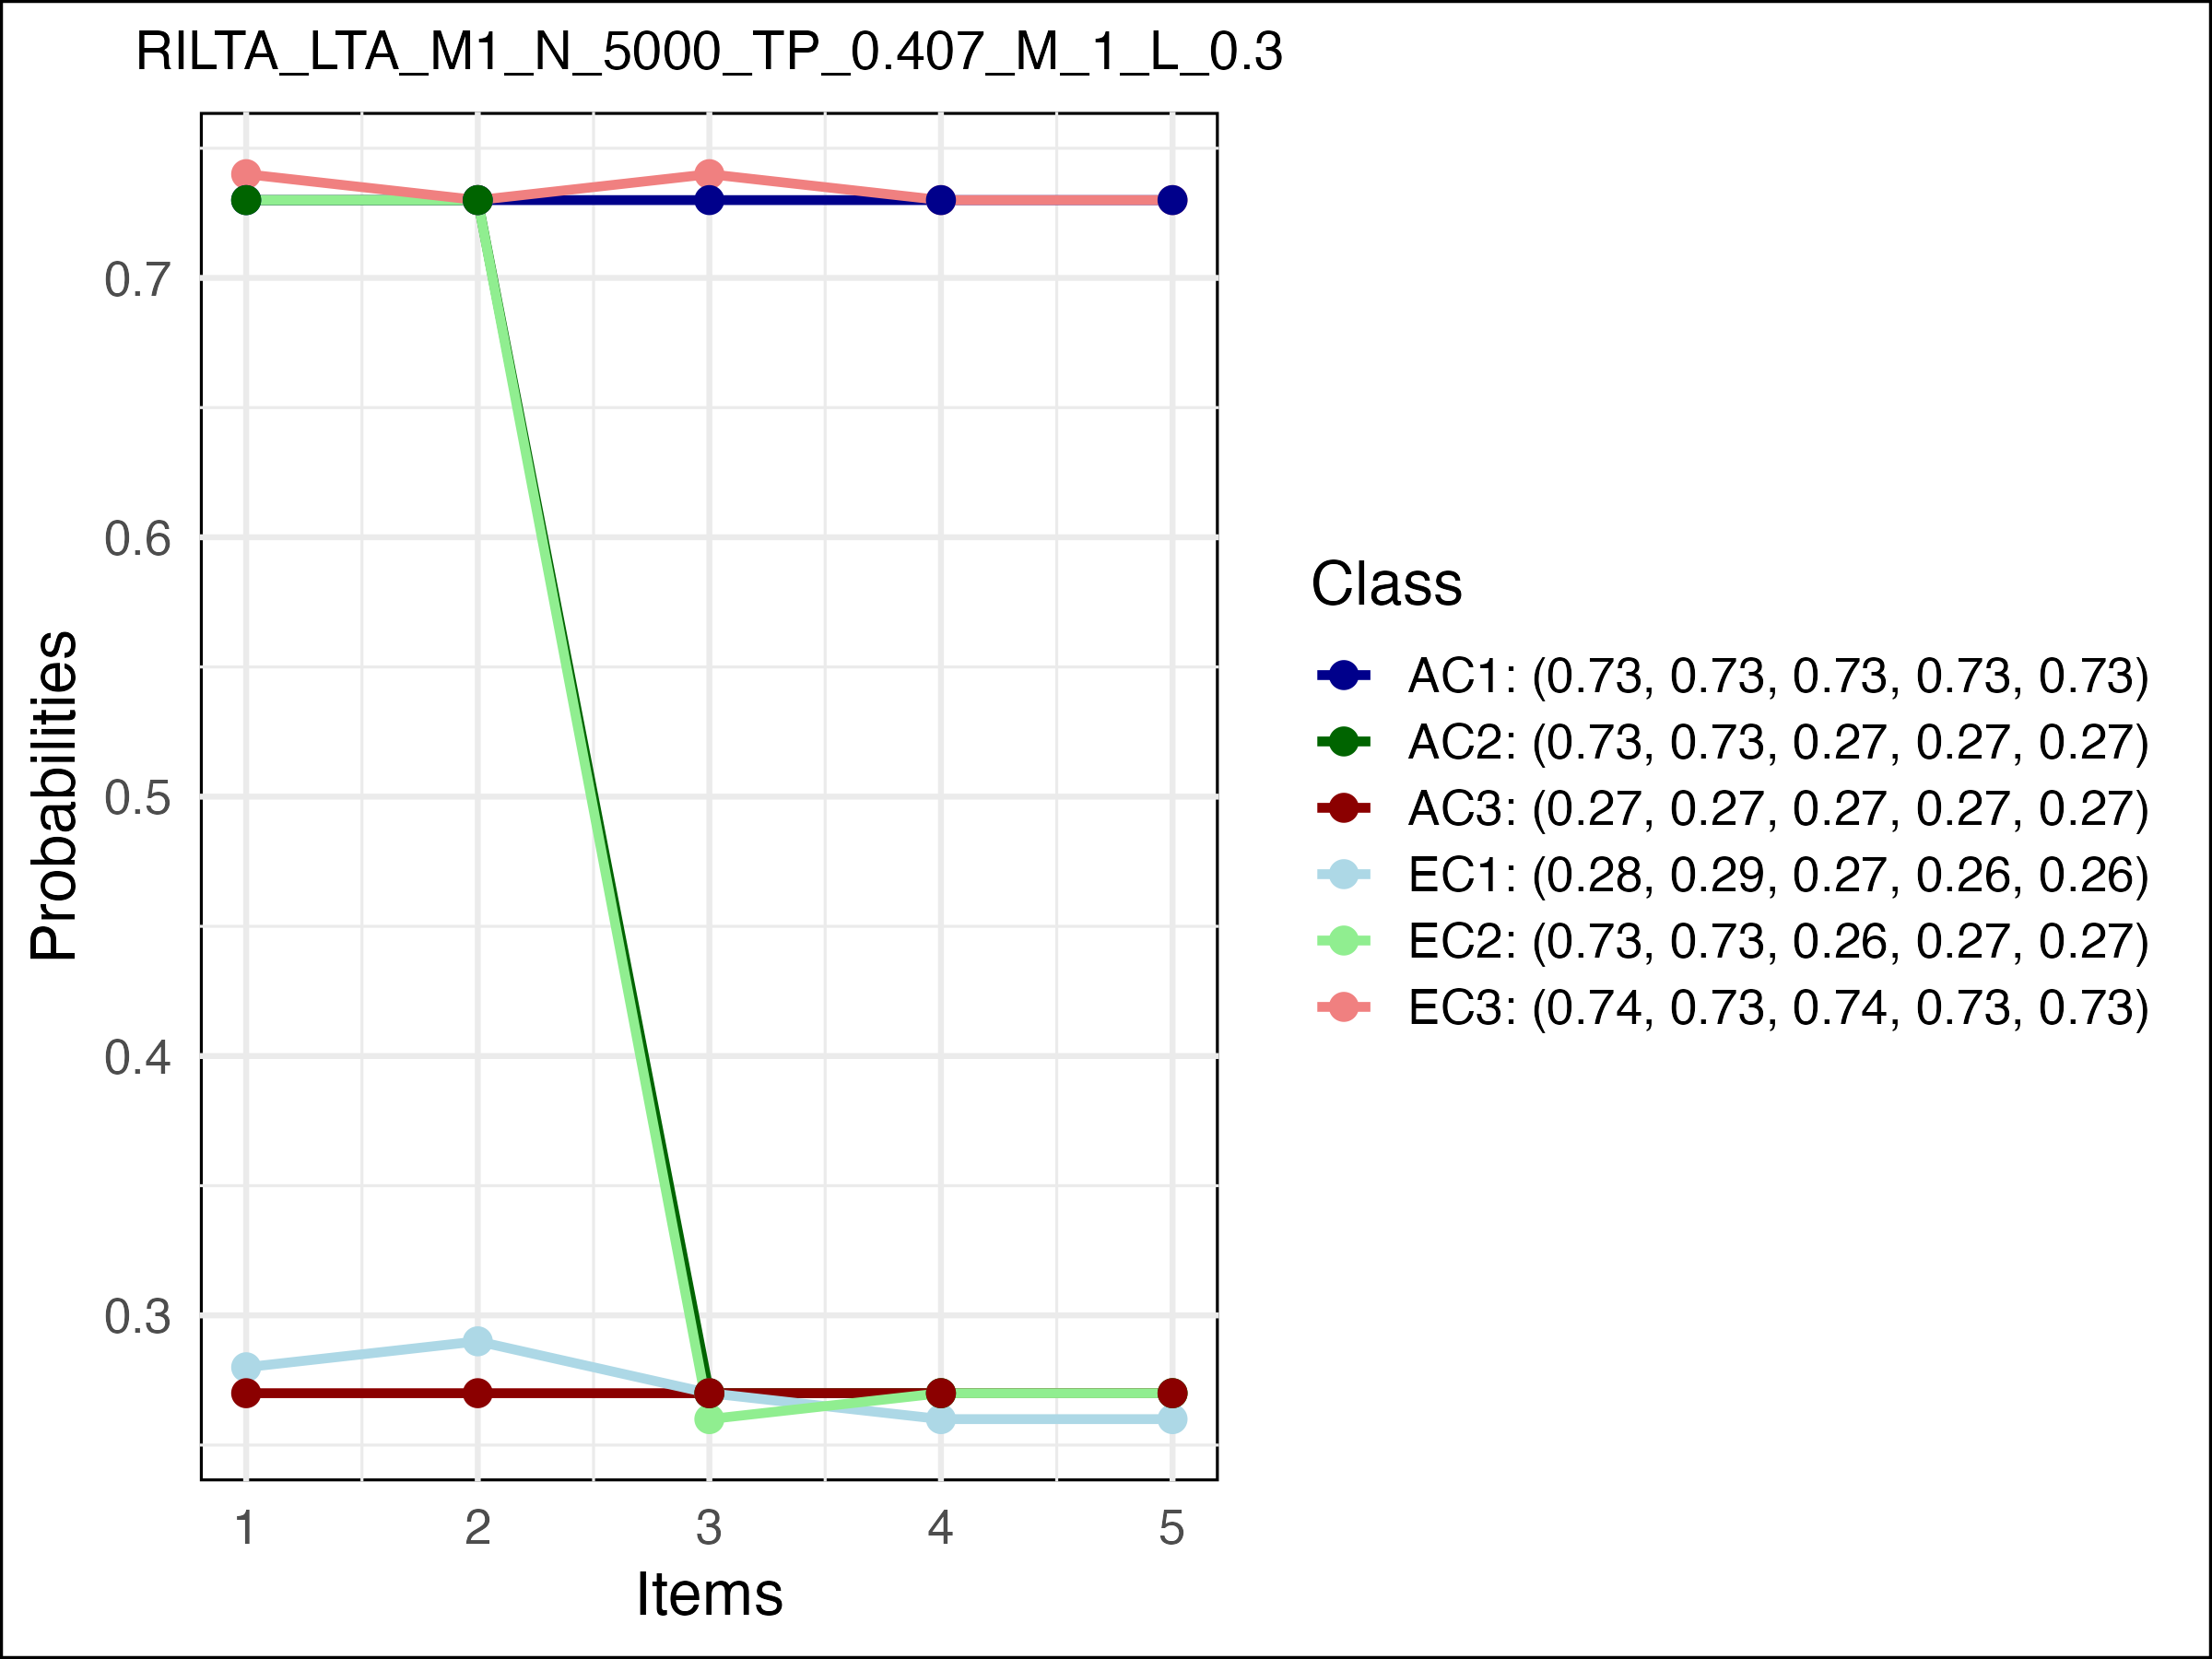 RILTA_LTA_M1_N_5000_TP_0.407_M_1_L_0.3
Probabilities
0.7
0.6
0.5
0.4
0.3
1 2 3 4 5
Items
Class
AC1: (0.73, 0.73, 0.73, 0.73, 0.73)
AC2: (0.73, 0.73, 0.27, 0.27, 0.27)
AC3: (0.27, 0.27, 0.27, 0.27, 0.27)
EC1: (0.28, 0.29, 0.27, 0.26, 0.26)
EC2: (0.73, 0.73, 0.26, 0.27, 0.27)
EC3: (0.74, 0.73, 0.74, 0.73, 0.73)